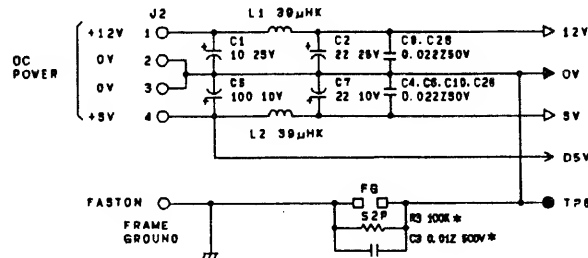 J2
L1 39μHK
+12V 1
12V
C1
10 25V
C2
22 25V
C9. C28
0.022Z50V
DC
POWER
0V 2
0V
0V 3
C5
100 10V
C7
22 10V
C4.C6.C10.C26
0.022Z50V
+5V 4
5V
L2 39μHK
D5V
FASTON
FG
TP6
FRAME
GROUND
S2P
R3 100K*
C3 0.01Z 500V*